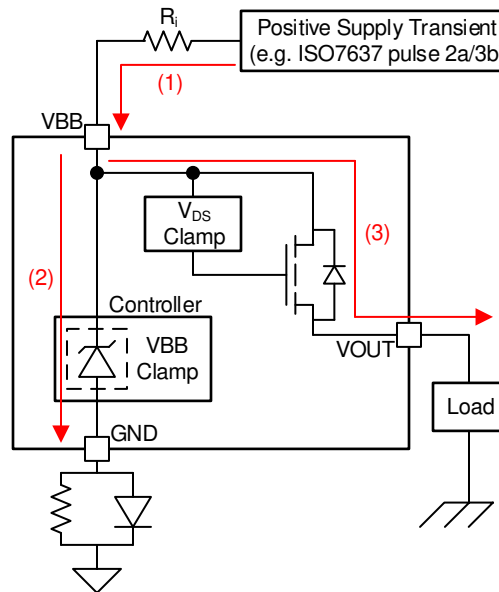 Ri
Positive Supply Transient
(e.g. ISO7637 pulse 2a/3b
(1)
VBB
VDS
Clamp
(3)
(2)
Controller
VBB
Clamp
VOUT
GND
Load